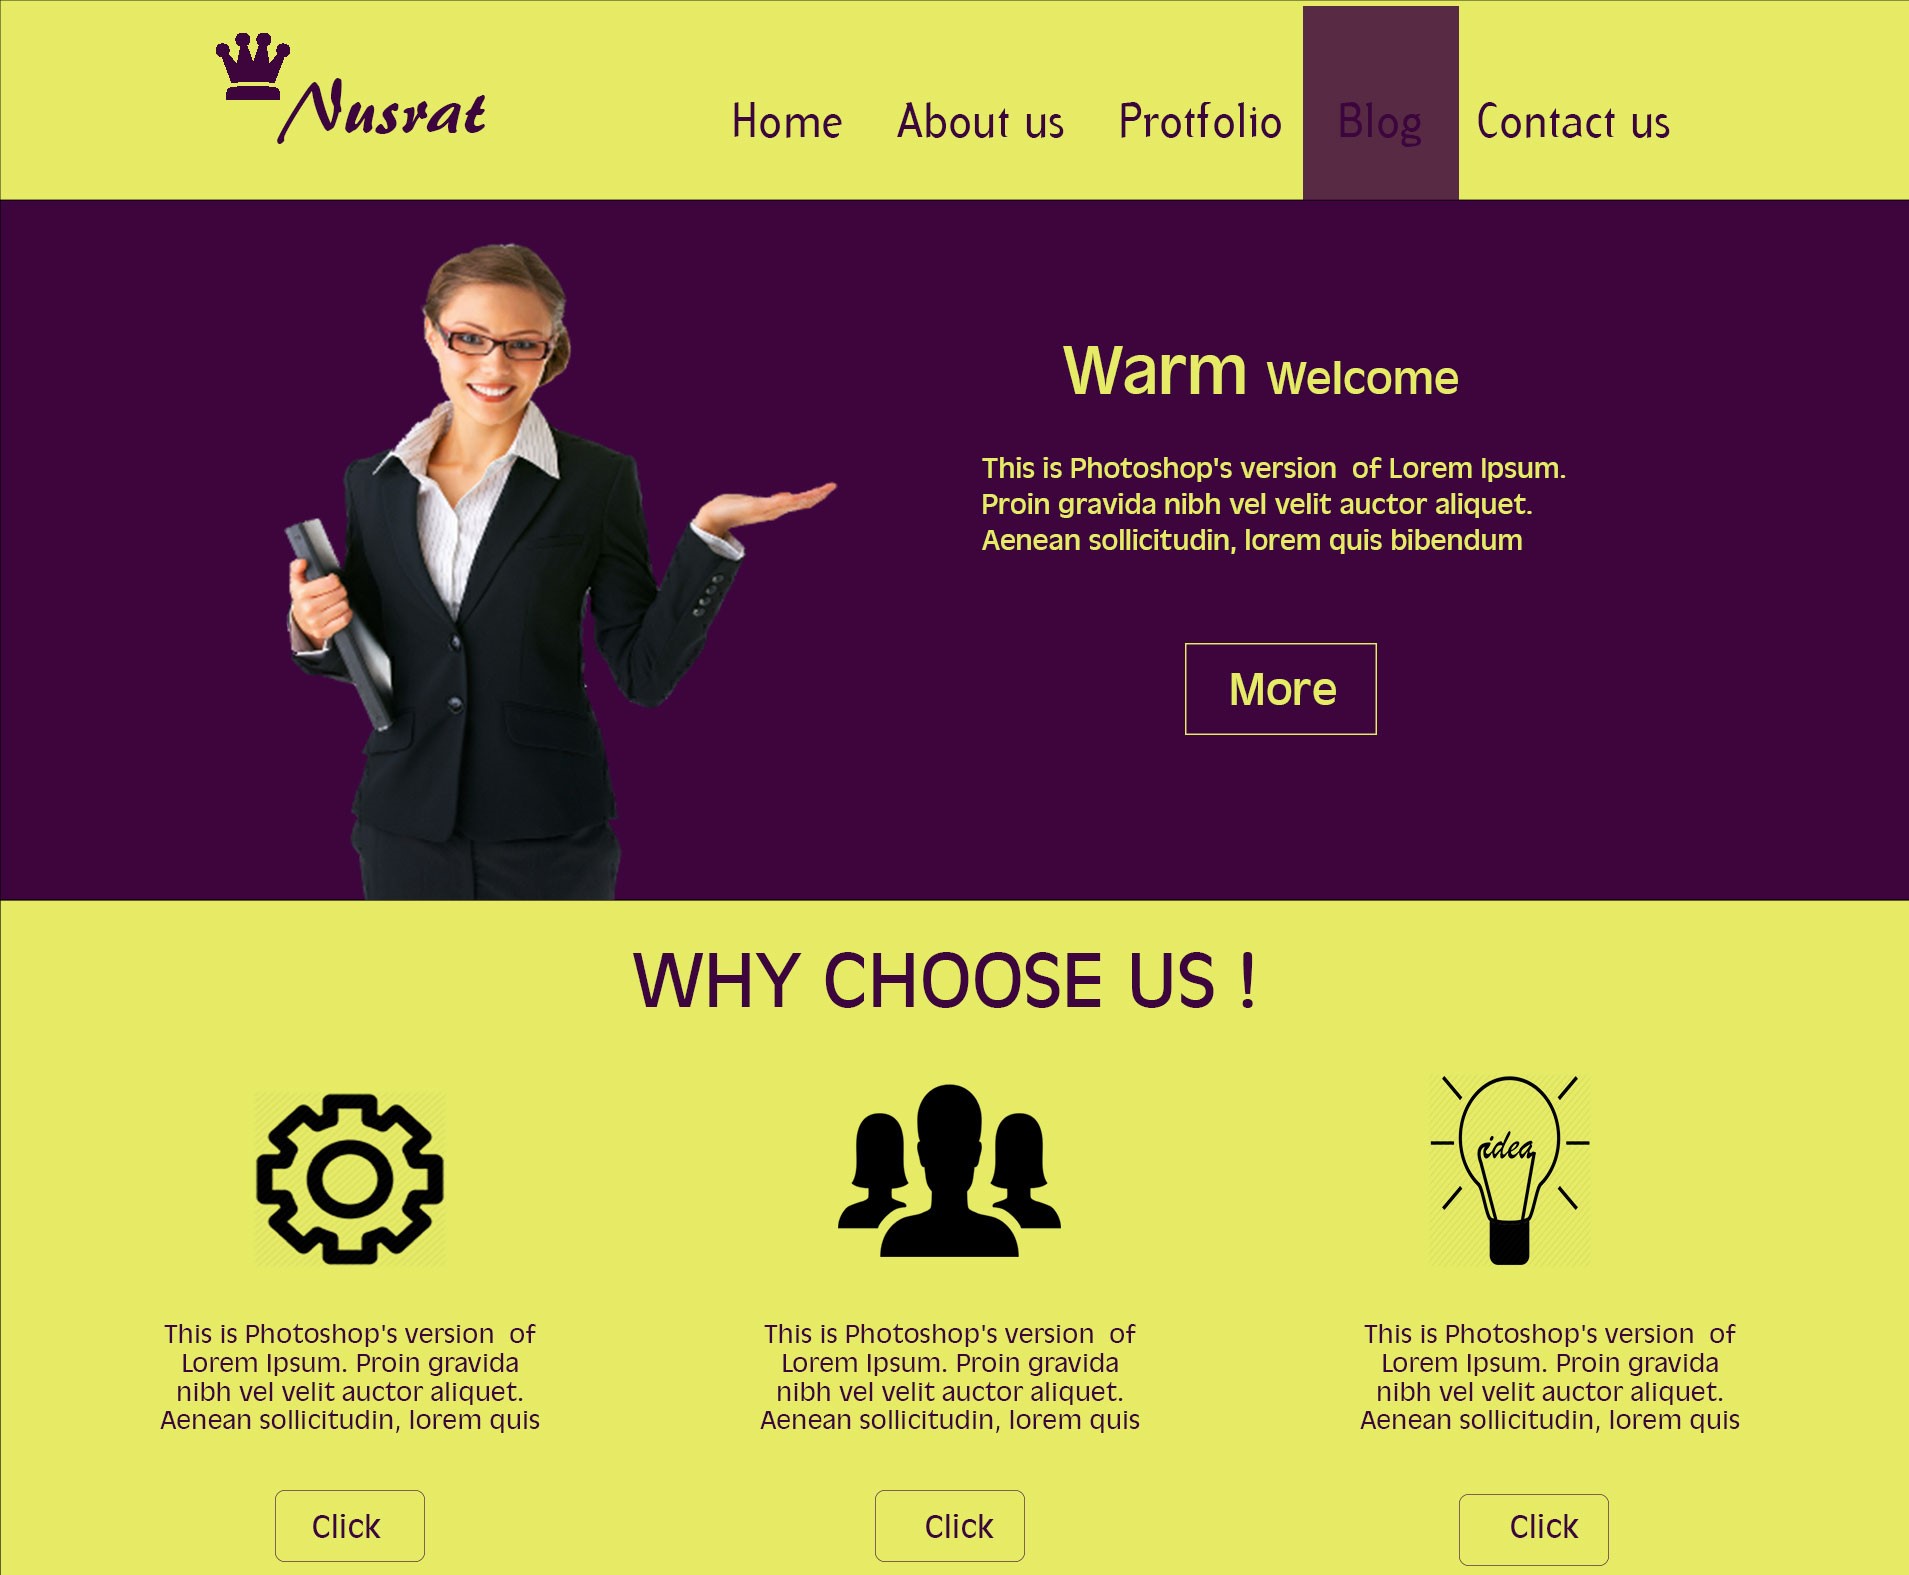 Nusrat
Home About us Protfolio Blog Contact us
Warm Welcome
This is Photoshop's version of Lorem Ipsum.
Proin gravida nibh vel velit auctor aliquet.
Aenean sollicitudin, lorem quis bibendum
More
WHY CHOOSE US !
idea
This is Photoshop's version of
Lorem Ipsum. Proin gravida
nibh vel velit auctor aliquet.
Aenean sollicitudin, lorem quis
Click
This is Photoshop's version of
Lorem Ipsum. Proin gravida
nibh vel velit auctor aliquet.
Aenean sollicitudin, lorem quis
Click
This is Photoshop's version of
Lorem Ipsum. Proin gravida
nibh vel velit auctor aliquet.
Aenean sollicitudin, lorem quis
Click